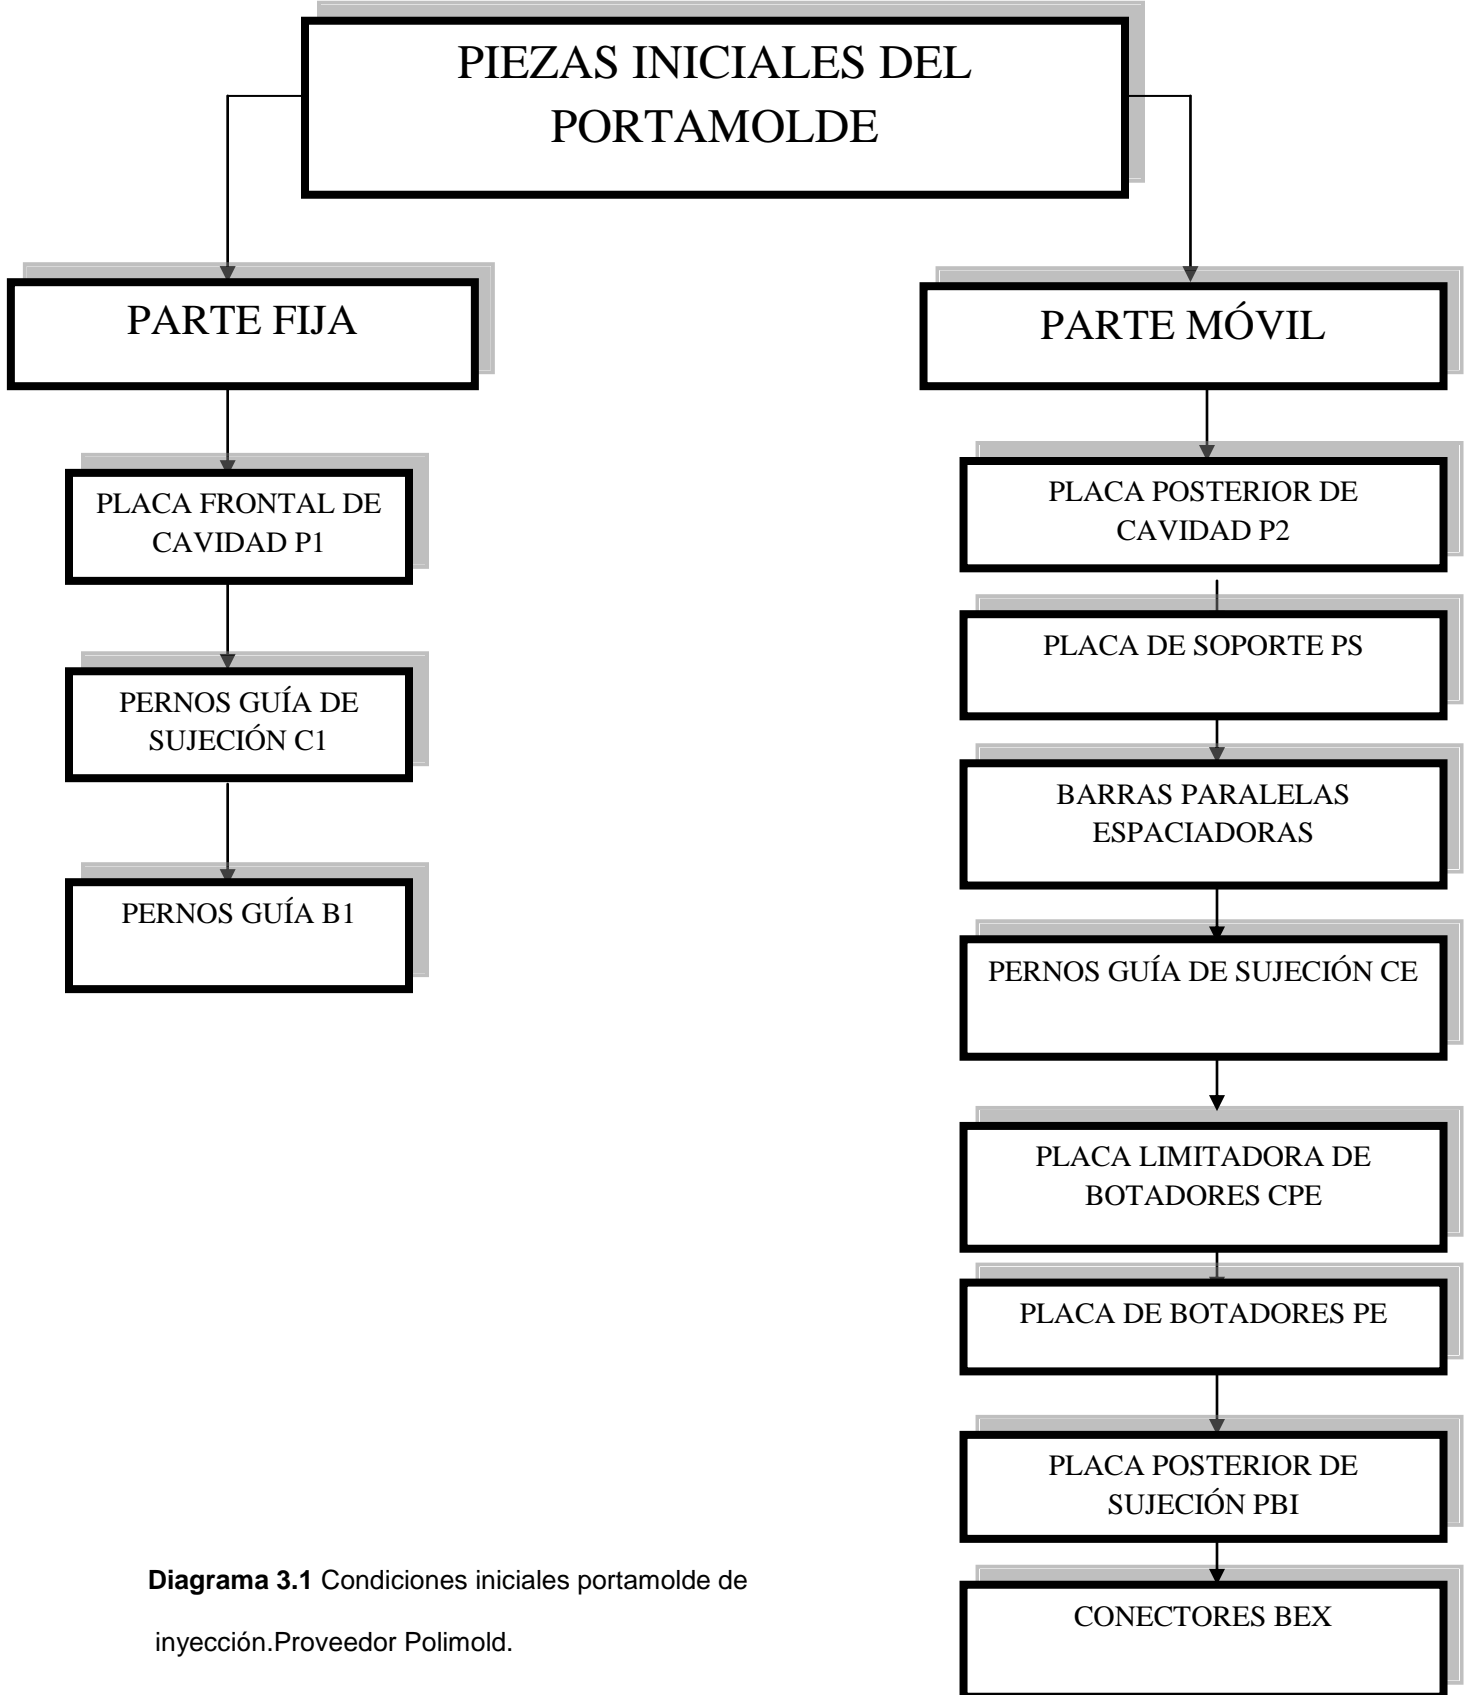 PIEZAS INICIALES DEL
PORTAMOLDE
PARTE FIJA
PLACA FRONTAL DE
CAVIDAD P1
PERNOS GUÍA DE
SUJECIÓN C1
PERNOS GUÍA B1
PARTE MÓVIL
PLACA POSTERIOR DE
CAVIDAD P2
PLACA DE SOPORTE PS
BARRAS PARALELAS
ESPACIADORAS
PERNOS GUÍA DE SUJECIÓN CE
PLACA LIMITADORA DE
BOTADORES CPE
PLACA DE BOTADORES PE
PLACA POSTERIOR DE
SUJECIÓN PBI
CONECTORES BEX
Diagrama 3.1 Condiciones iniciales portamolde de
inyección.Proveedor Polimold.